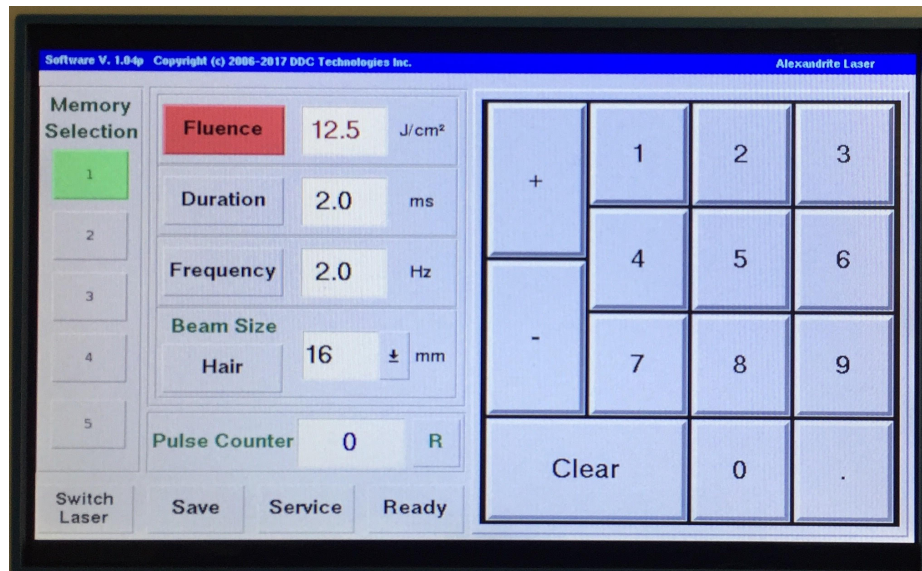 Software V. 1.04p Copyright (c) 2006-2017 DDC Technologies Inc. Alexandrite Laser
Memory
Selection
1
2
3
4
5
Fluence 12.5 J/cm²
Duration 2.0 ms
Frequency 2.0 Hz
Beam Size
Hair 16 mm
Pulse Counter 0 R
Switch
Laser
Save Service Ready
+ 1 2 3
4 5 6
- 7 8 9
Clear 0 .